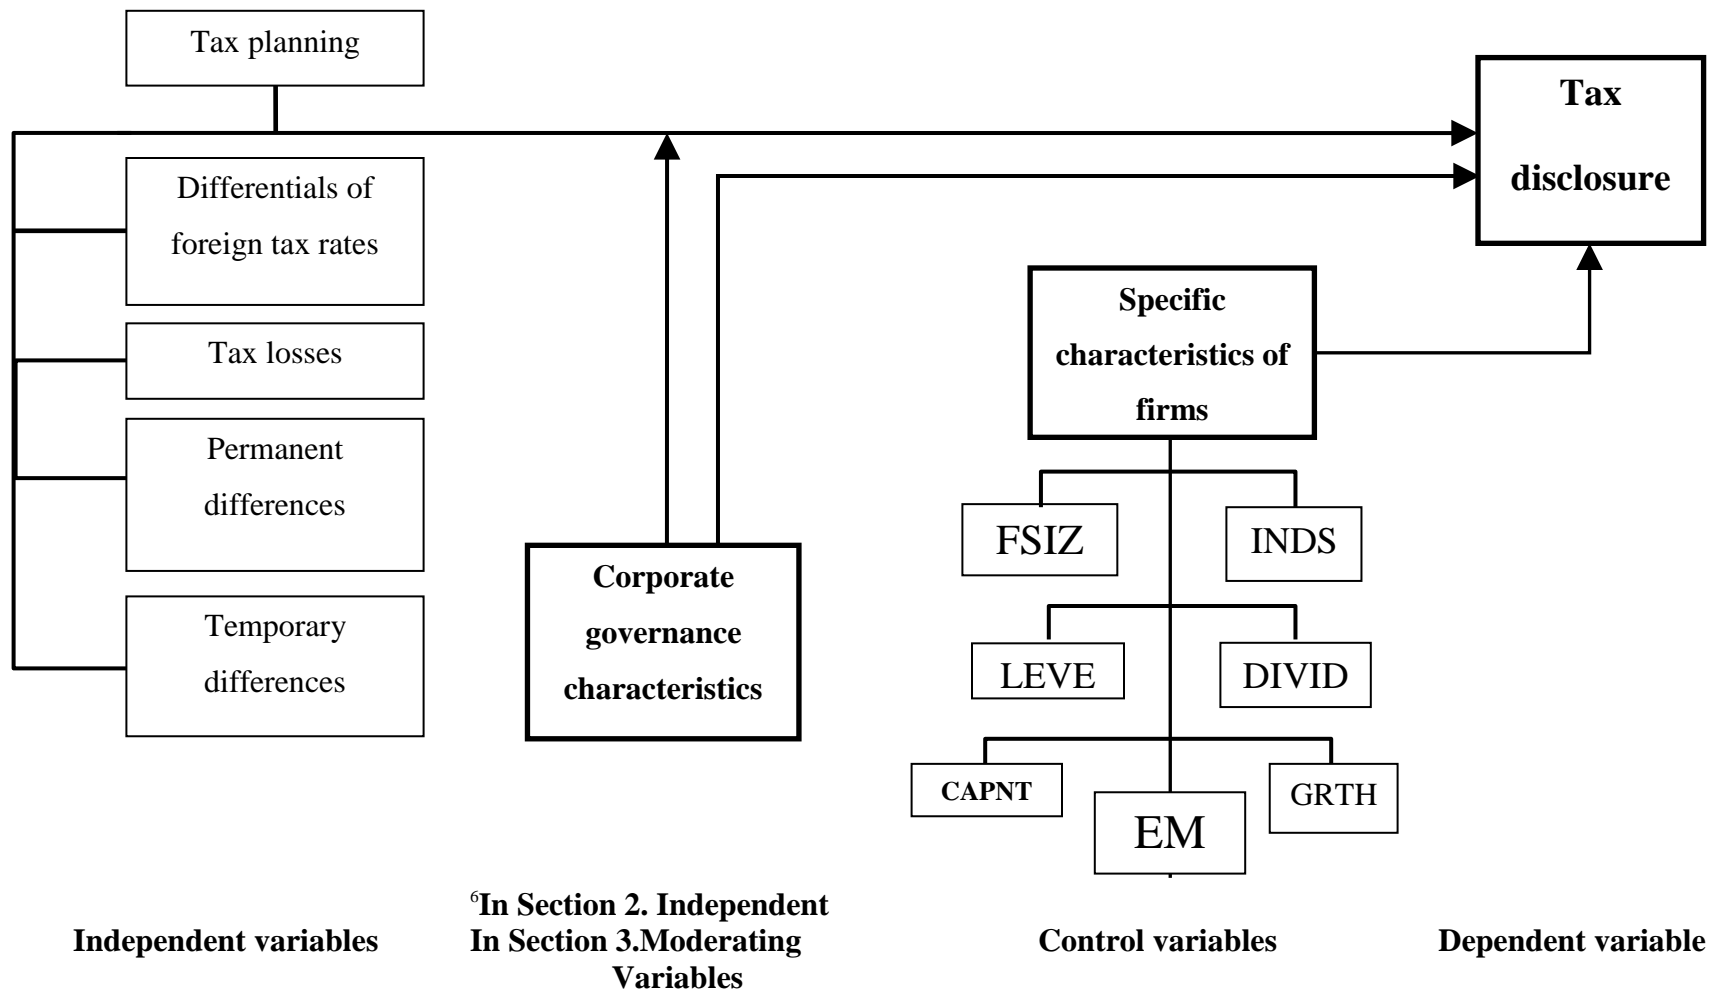 Tax planning
Differentials of
foreign tax rates
Tax losses
Permanent
differences
Temporary
differences
Corporate
governance
characteristics
Specific
characteristics of
firms
FSIZ
INDS
LEVE
DIVID
CAPNT
GRTH
EM
Tax
disclosure
Independent variables
⁶In Section 2. Independent
In Section 3.Moderating
Variables
Control variables
Dependent variable